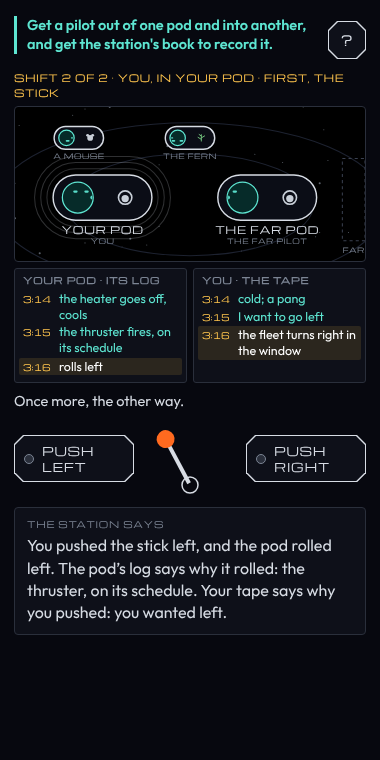 Get a pilot out of one pod and into another,
and get the station's book to record it.
?
SHIFT 2 OF 2 · YOU, IN YOUR POD · FIRST, THE
STICK
A MOUSE
THE FERN
YOUR POD
YOU
THE FAR POD
THE FAR PILOT
FAR
YOUR POD · ITS LOG
3:14 the heater goes off,
cools
3:15 the thruster fires, on
its schedule
3:16 rolls left
YOU · THE TAPE
3:14 cold; a pang
3:15 I want to go left
3:16 the fleet turns right in
the window
Once more, the other way.
PUSH
LEFT
PUSH
RIGHT
THE STATION SAYS
You pushed the stick left, and the pod rolled
left. The pod’s log says why it rolled: the
thruster, on its schedule. Your tape says why
you pushed: you wanted left.